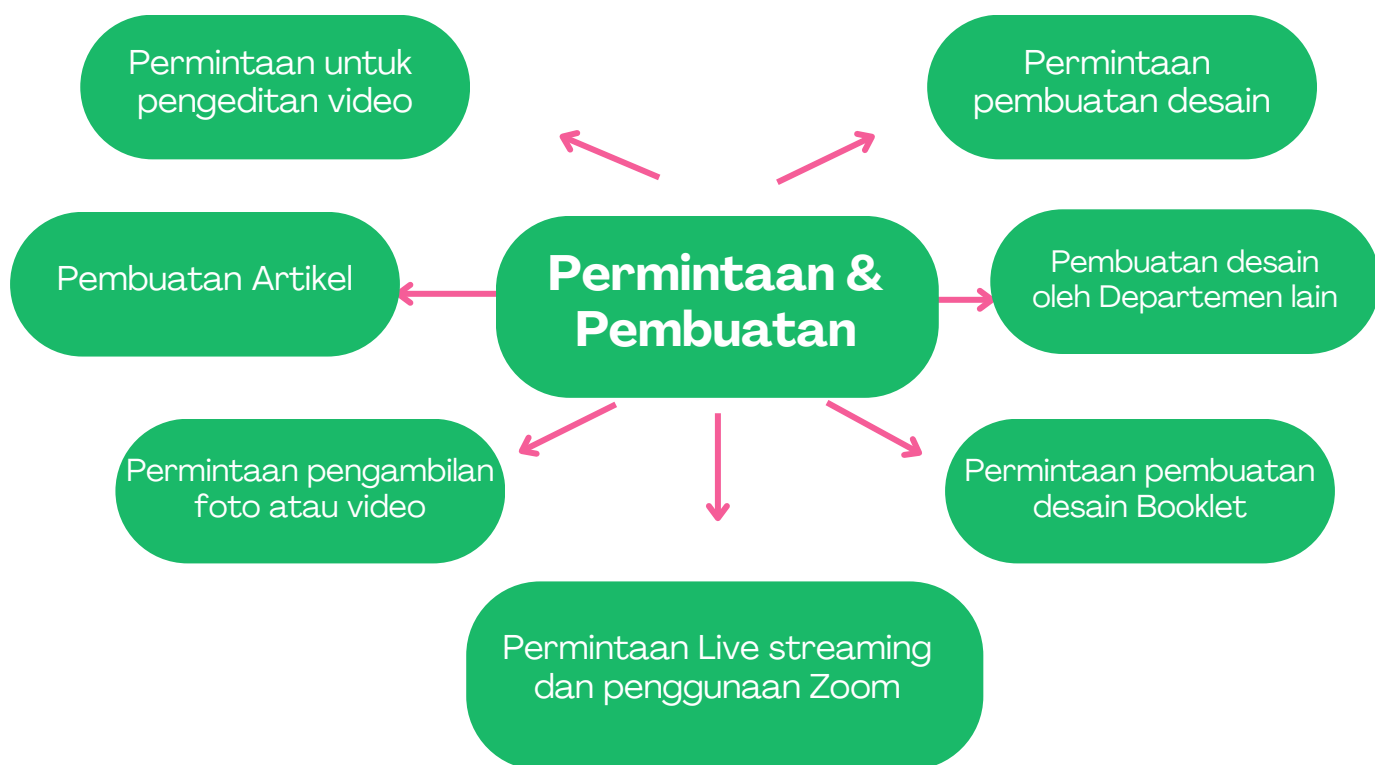 Permintaan untuk
pengeditan video
Permintaan
pembuatan desain
Pembuatan Artikel
Permintaan &
Pembuatan
Pembuatan desain
oleh Departemen lain
Permintaan pengambilan
foto atau video
Permintaan pembuatan
desain Booklet
Permintaan Live streaming
dan penggunaan Zoom